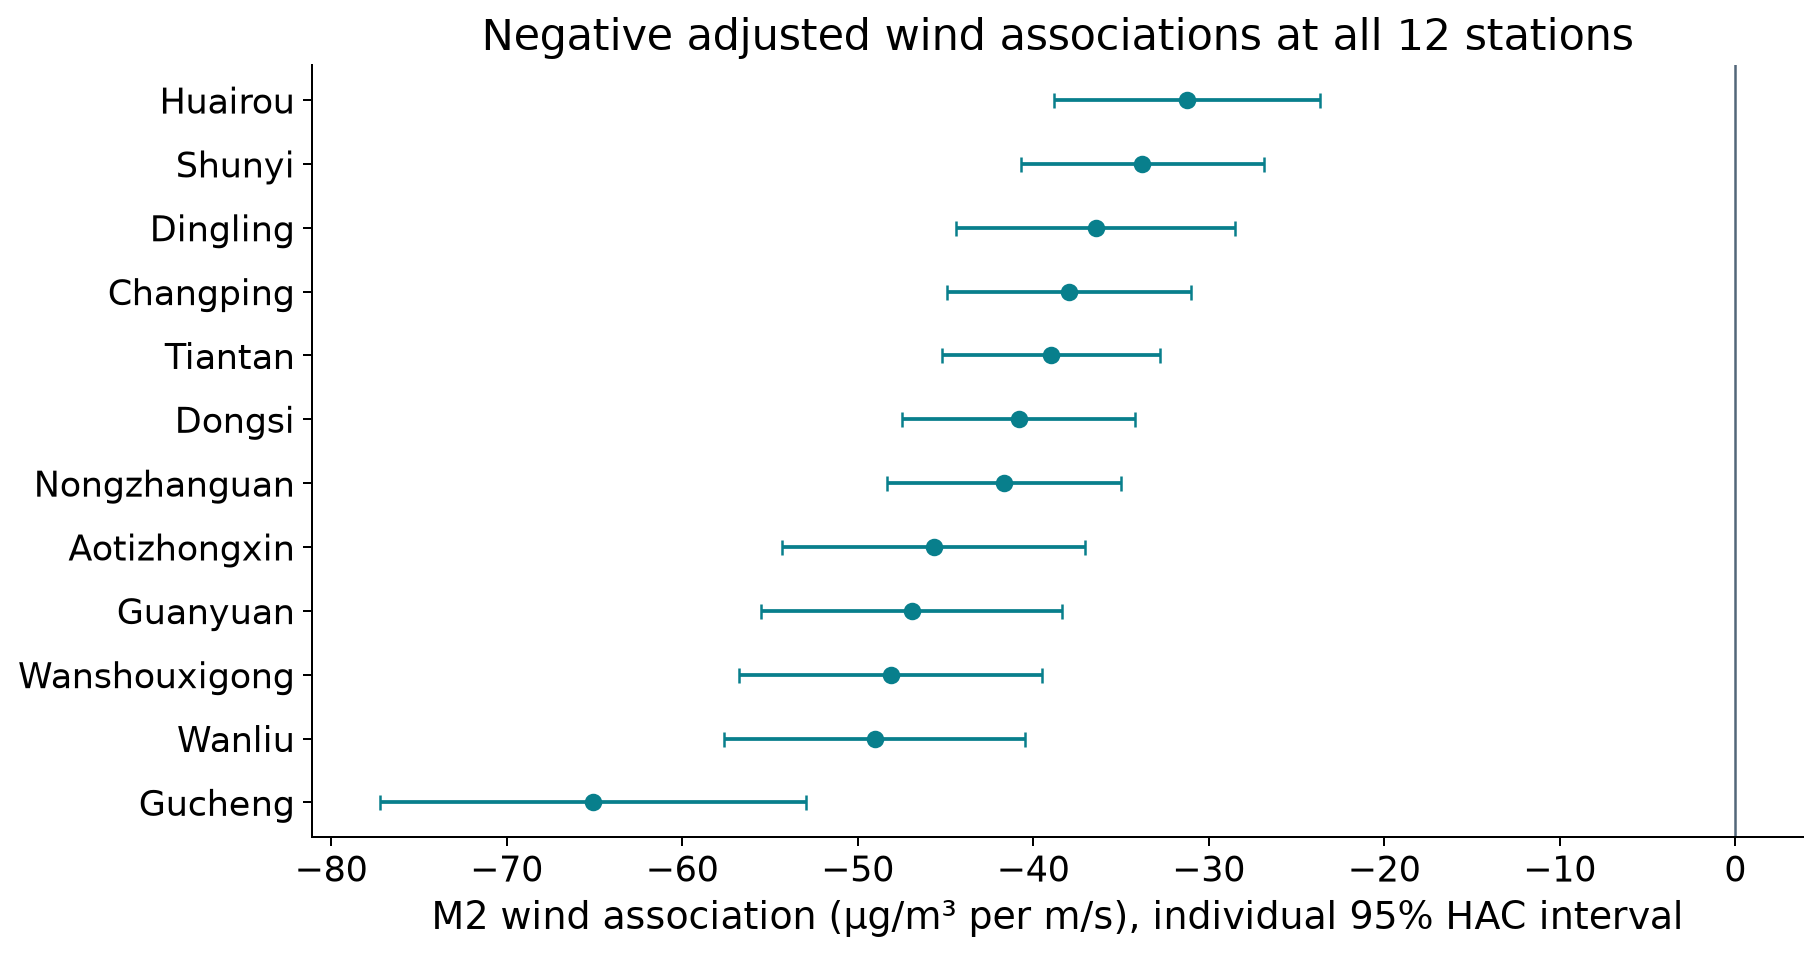 Negative adjusted wind associations at all 12 stations
Huairou
Shunyi
Dingling
Changping
Tiantan
Dongsi
Nongzhanguan
Aotizhongxin
Guanyuan
Wanshouxigong
Wanliu
Gucheng
−80 −70 −60 −50 −40 −30 −20 −10 0
M2 wind association (µg/m³ per m/s), individual 95% HAC interval